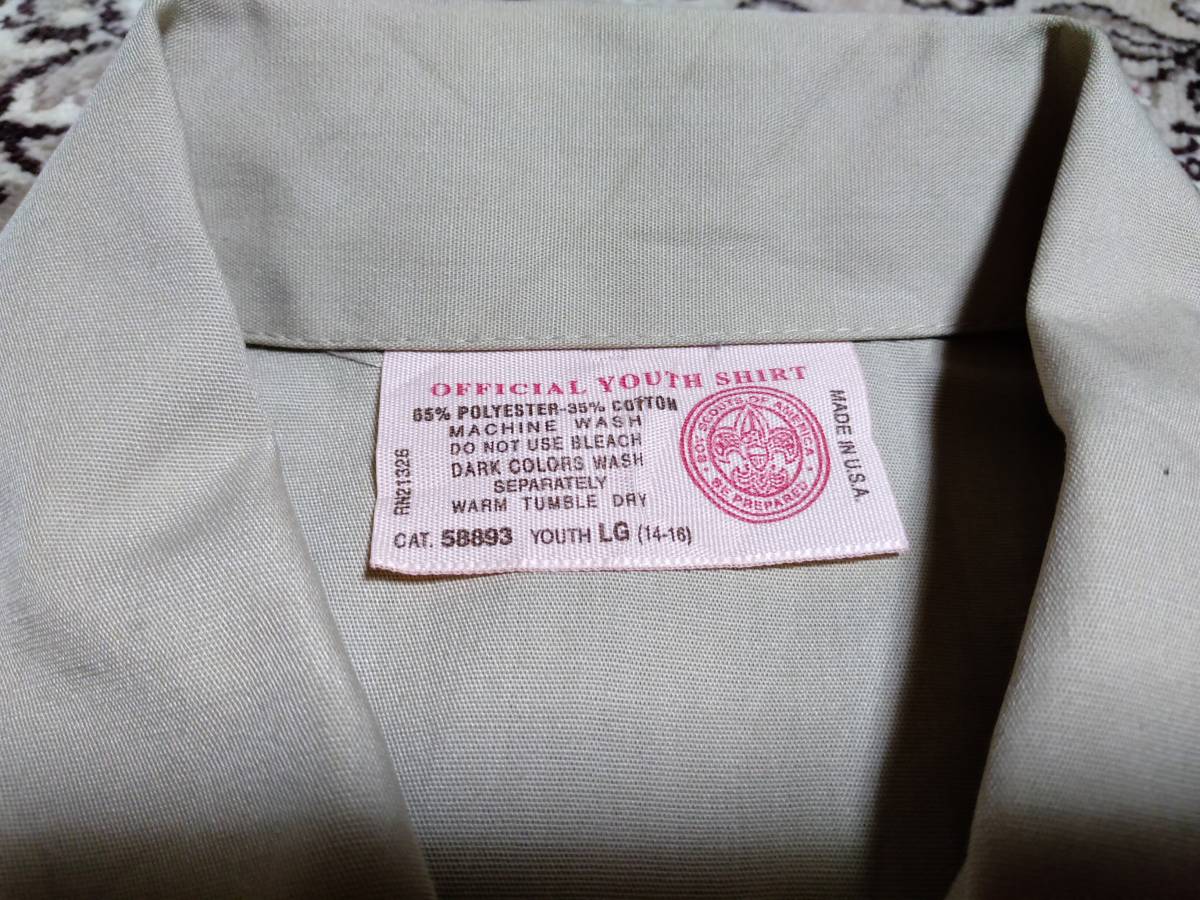 OFFICIAL YOUTH SHIRT
65% POLYESTER-35% COTTON
MACHINE WASH
DO NOT USE BLEACH
DARK COLORS WASH
SEPARATELY
WARM TUMBLE DRY
CAT. 58893 YOUTH LG (14-16)
RN21326
BOY SCOUTS OF AMERICA
BE PREPARED
MADE IN U.S.A.